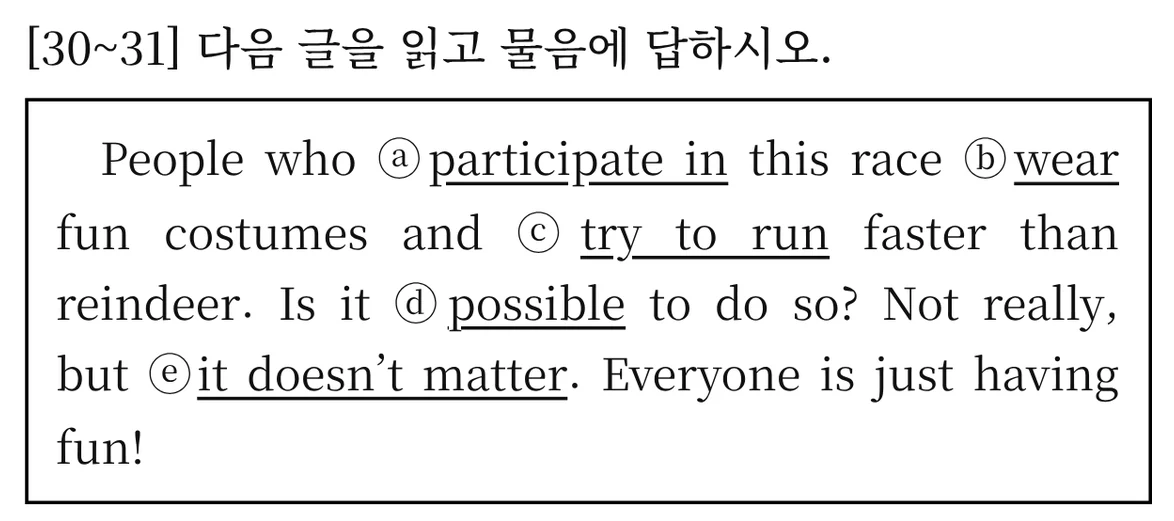 [30~31] 다음 글을 읽고 물음에 답하시오.
People who ⓐparticipate in this race ⓑwear
fun costumes and ⓒ try to run faster than
reindeer. Is it ⓓpossible to do so? Not really,
but ⓔit doesn’t matter. Everyone is just having
fun!